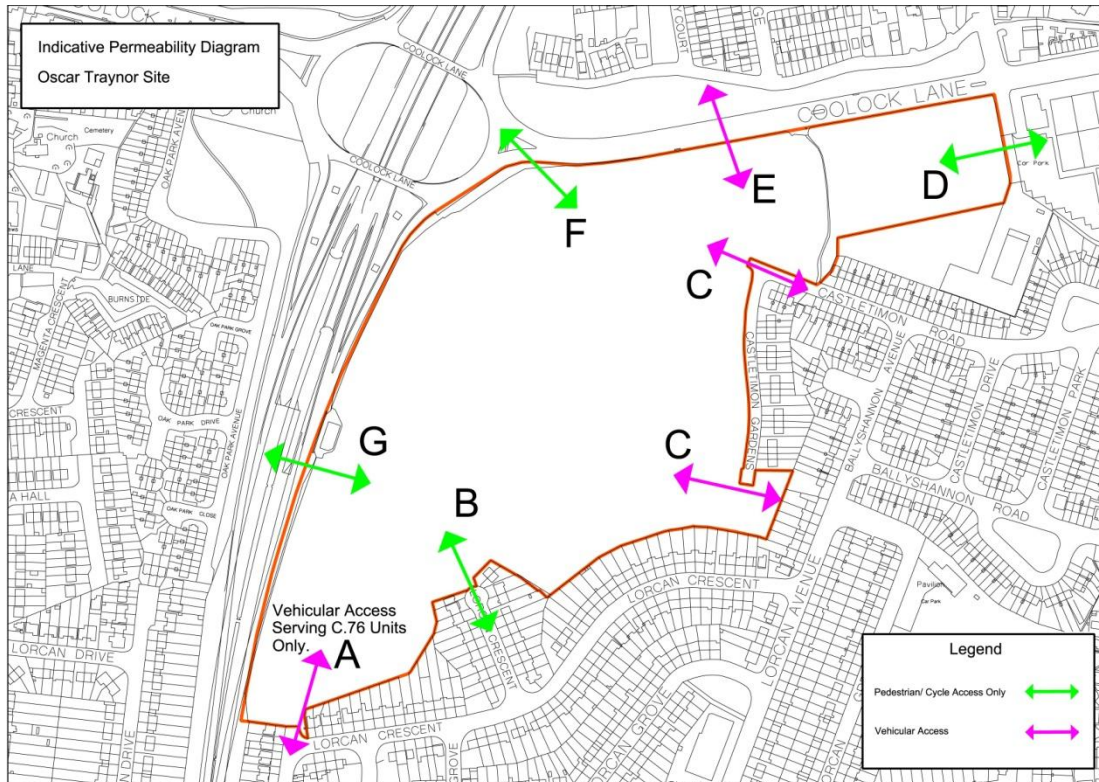 Indicative Permeability Diagram
Oscar Traynor Site
COOLOCK LANE
COOLOCK LANE
COOLOCK LANE
COOLOCK LANE
Church
Cemetery
Church
OAK PARK AVENUE
Car Park
F
E
D
C
LANE
BURNSIDE
MAGENTA CRESCENT
OAK PARK GROVE
CASTLETIMON
ROAD
CASTLETIMON GARDENS
BALLYSHANNON AVENUE
CASTLETIMON DRIVE
CASTLETIMON PARK
CRESCENT
OAK PARK DRIVE
OAK PARK AVENUE
G
C
BALLYSHANNON
ROAD
A HALL
OAK PARK CLOSE
B
LORCAN CRESCENT
LORCAN AVENUE
Pavilion
Car Park
Vehicular Access
Serving C.76 Units
Only.
A
LORCAN DRIVE
LORCAN CRESCENT
LORCAN CRESCENT
LORCAN GROVE
Legend
Pedestrian/ Cycle Access Only
Vehicular Access